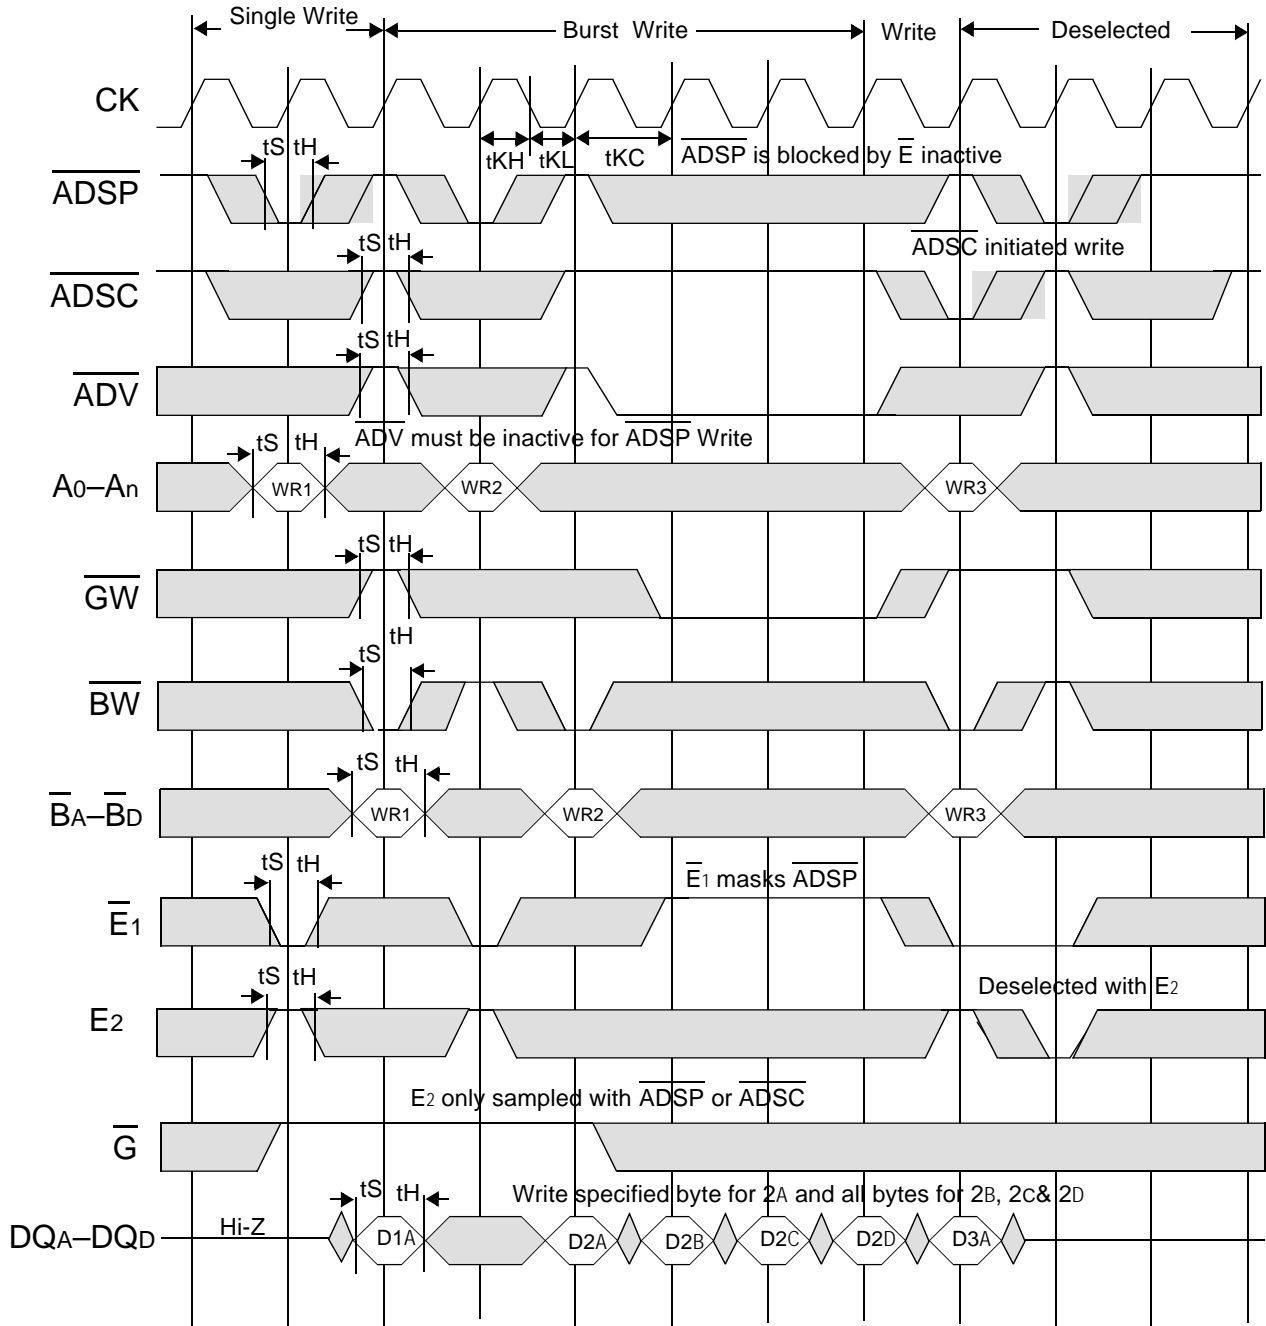 Single Write Burst Write Write Deselected
CK
tS tH tKH tKL tKC ADSP is blocked by E inactive
ADSP
tS tH ADSC initiated write
ADSC
tS tH
ADV
ADV must be inactive for ADSP Write
tS tH
A0–An WR1 WR2 WR3
tS tH
GW
tH
tS
BW
tS tH
BA–BD WR1 WR2 WR3
tS tH E1 masks ADSP
E1
tS tH Deselected with E2
E2
E2 only sampled with ADSP or ADSC
G
tS tH Write specified byte for 2A and all bytes for 2B, 2C& 2D
DQA–DQD Hi-Z D1A D2A D2B D2C D2D D3A